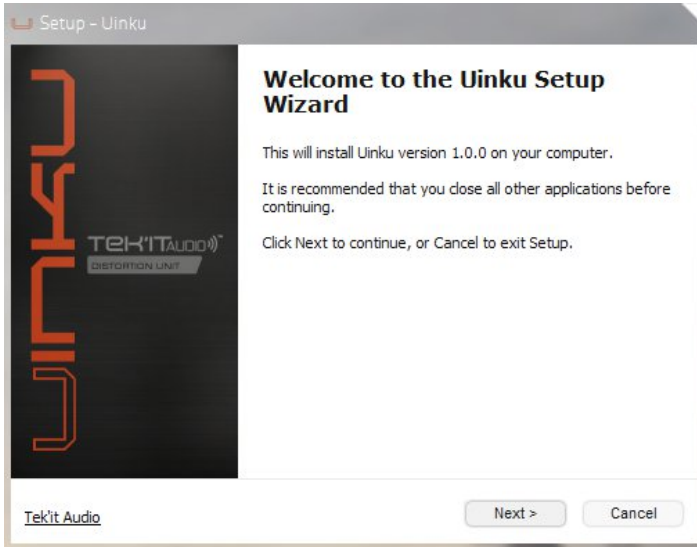 Setup - Uinku
UINKU
TEK'ITAUDIO™
DISTORTION UNIT
Welcome to the Uinku Setup
Wizard
This will install Uinku version 1.0.0 on your computer.
It is recommended that you close all other applications before
continuing.
Click Next to continue, or Cancel to exit Setup.
Tek'it Audio
Next >
Cancel